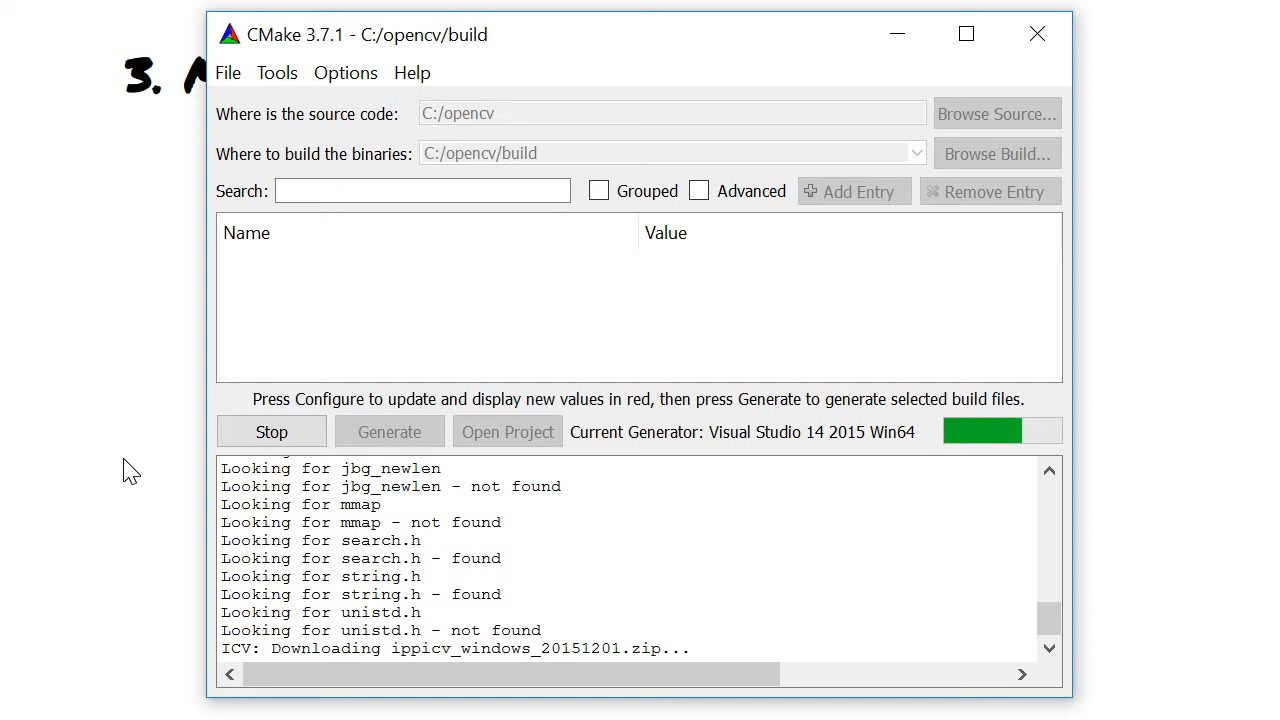 CMake 3.7.1 - C:/opencv/build
3.
File Tools Options Help
Where is the source code: C:/opencv Browse Source...
Where to build the binaries: C:/opencv/build Browse Build...
Search: Grouped Advanced Add Entry Remove Entry
Name Value
Press Configure to update and display new values in red, then press Generate to generate selected build files.
Stop Generate Open Project Current Generator: Visual Studio 14 2015 Win64
Looking for jbg_newlen
Looking for jbg_newlen - not found
Looking for mmap
Looking for mmap - not found
Looking for search.h
Looking for search.h - found
Looking for string.h
Looking for string.h - found
Looking for unistd.h
Looking for unistd.h - not found
ICV: Downloading ippicv_windows_20151201.zip...